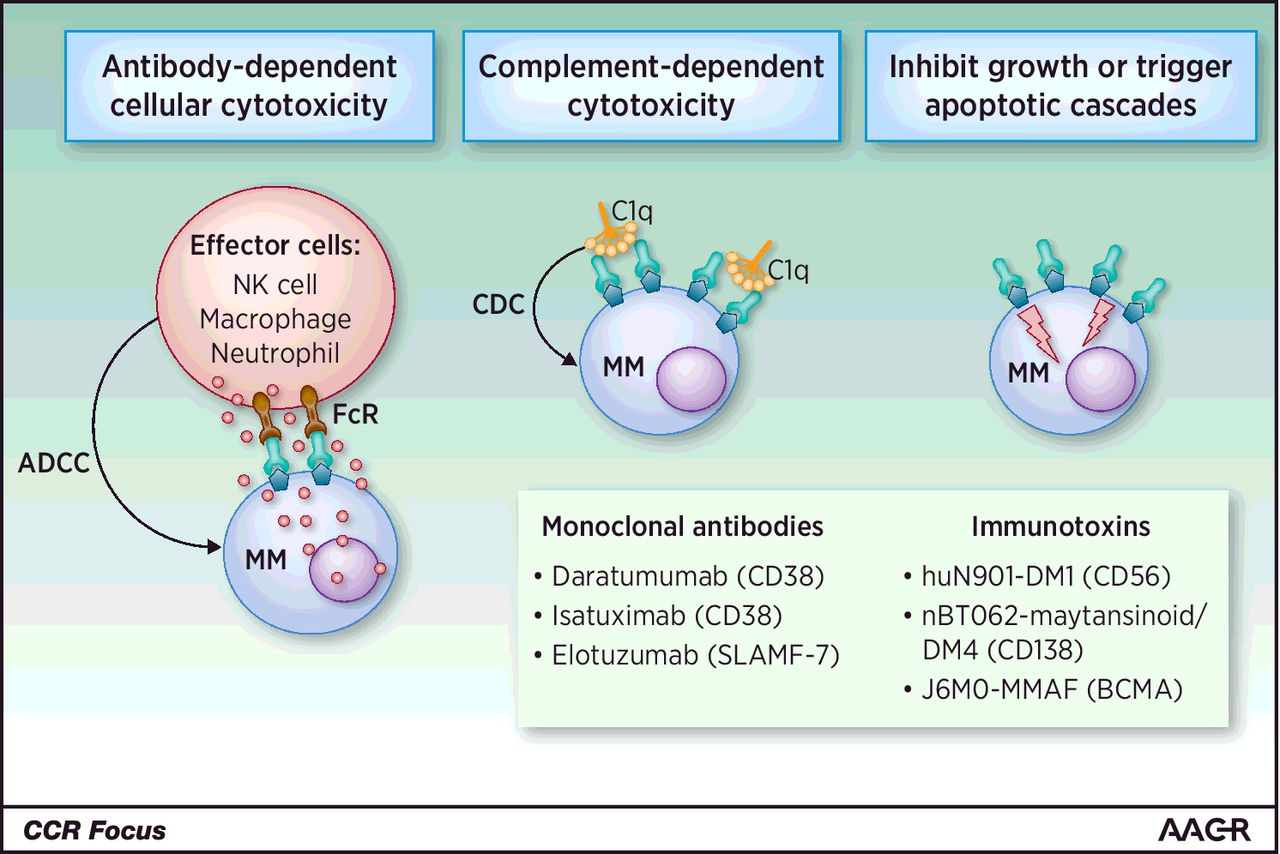 Antibody-dependent
cellular cytotoxicity
Complement-dependent
cytotoxicity
Inhibit growth or trigger
apoptotic cascades
Effector cells:
NK cell
Macrophage
Neutrophil
FcR
ADCC
MM
C1q
C1q
CDC
MM
MM
Monoclonal antibodies
• Daratumumab (CD38)
• Isatuximab (CD38)
• Elotuzumab (SLAMF-7)
Immunotoxins
• huN901-DM1 (CD56)
• nBT062-maytansinoid/
DM4 (CD138)
• J6M0-MMAF (BCMA)
CCR Focus
AACR